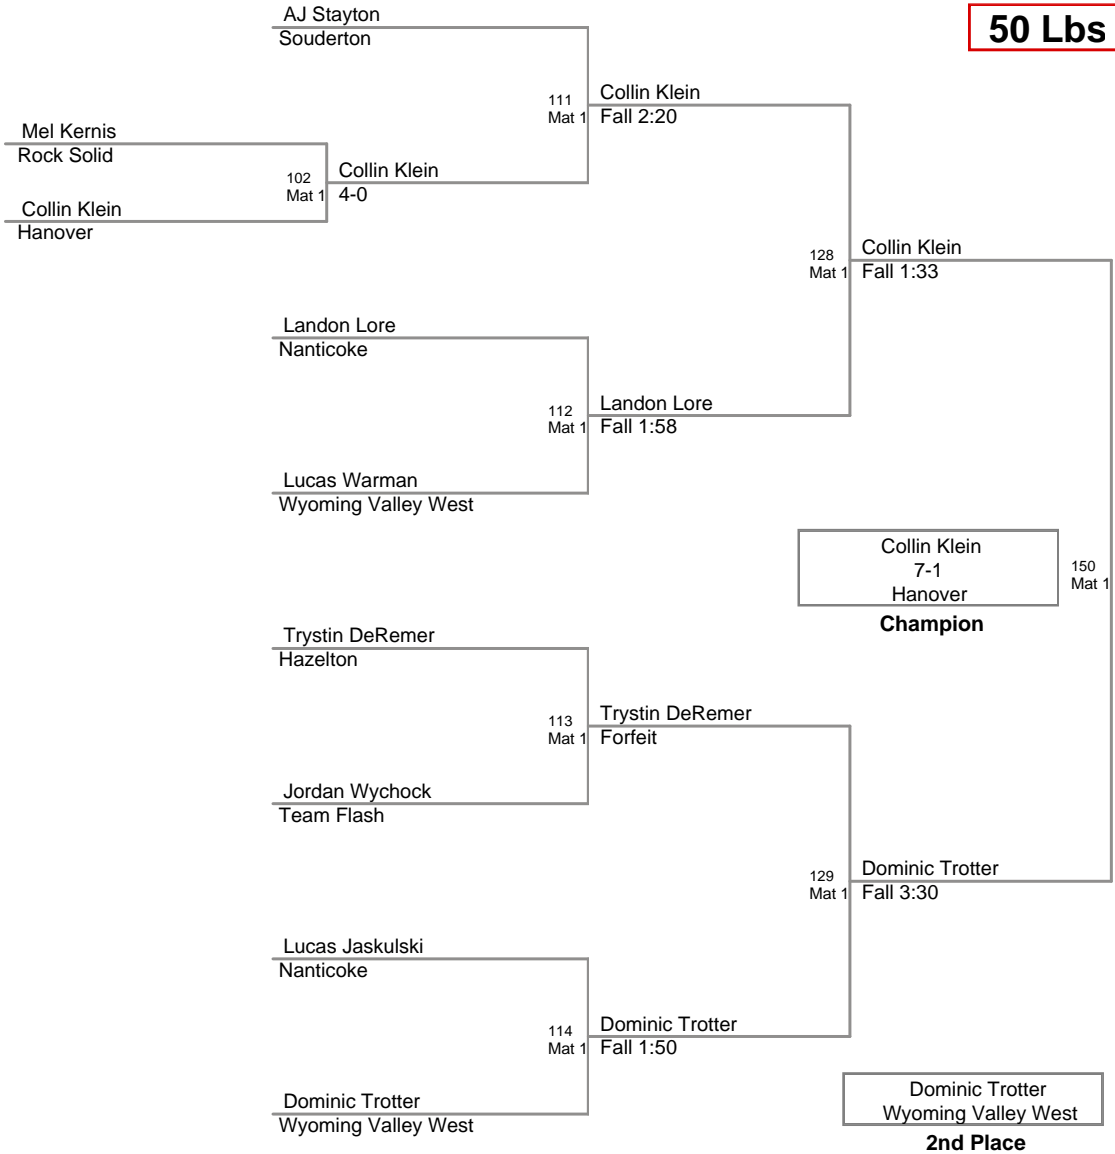 50 Lbs
AJ Stayton
Souderton
111
Mat 1
Collin Klein
Fall 2:20
Mel Kernis
Rock Solid
102
Mat 1
Collin Klein
4-0
Collin Klein
Hanover
128
Mat 1
Collin Klein
Fall 1:33
Landon Lore
Nanticoke
112
Mat 1
Landon Lore
Fall 1:58
Lucas Warman
Wyoming Valley West
Collin Klein
7-1
Hanover
Champion
150
Mat 1
Trystin DeRemer
Hazelton
113
Mat 1
Trystin DeRemer
Forfeit
Jordan Wychock
Team Flash
129
Mat 1
Dominic Trotter
Fall 3:30
Lucas Jaskulski
Nanticoke
114
Mat 1
Dominic Trotter
Fall 1:50
Dominic Trotter
Wyoming Valley West
Dominic Trotter
Wyoming Valley West
2nd Place